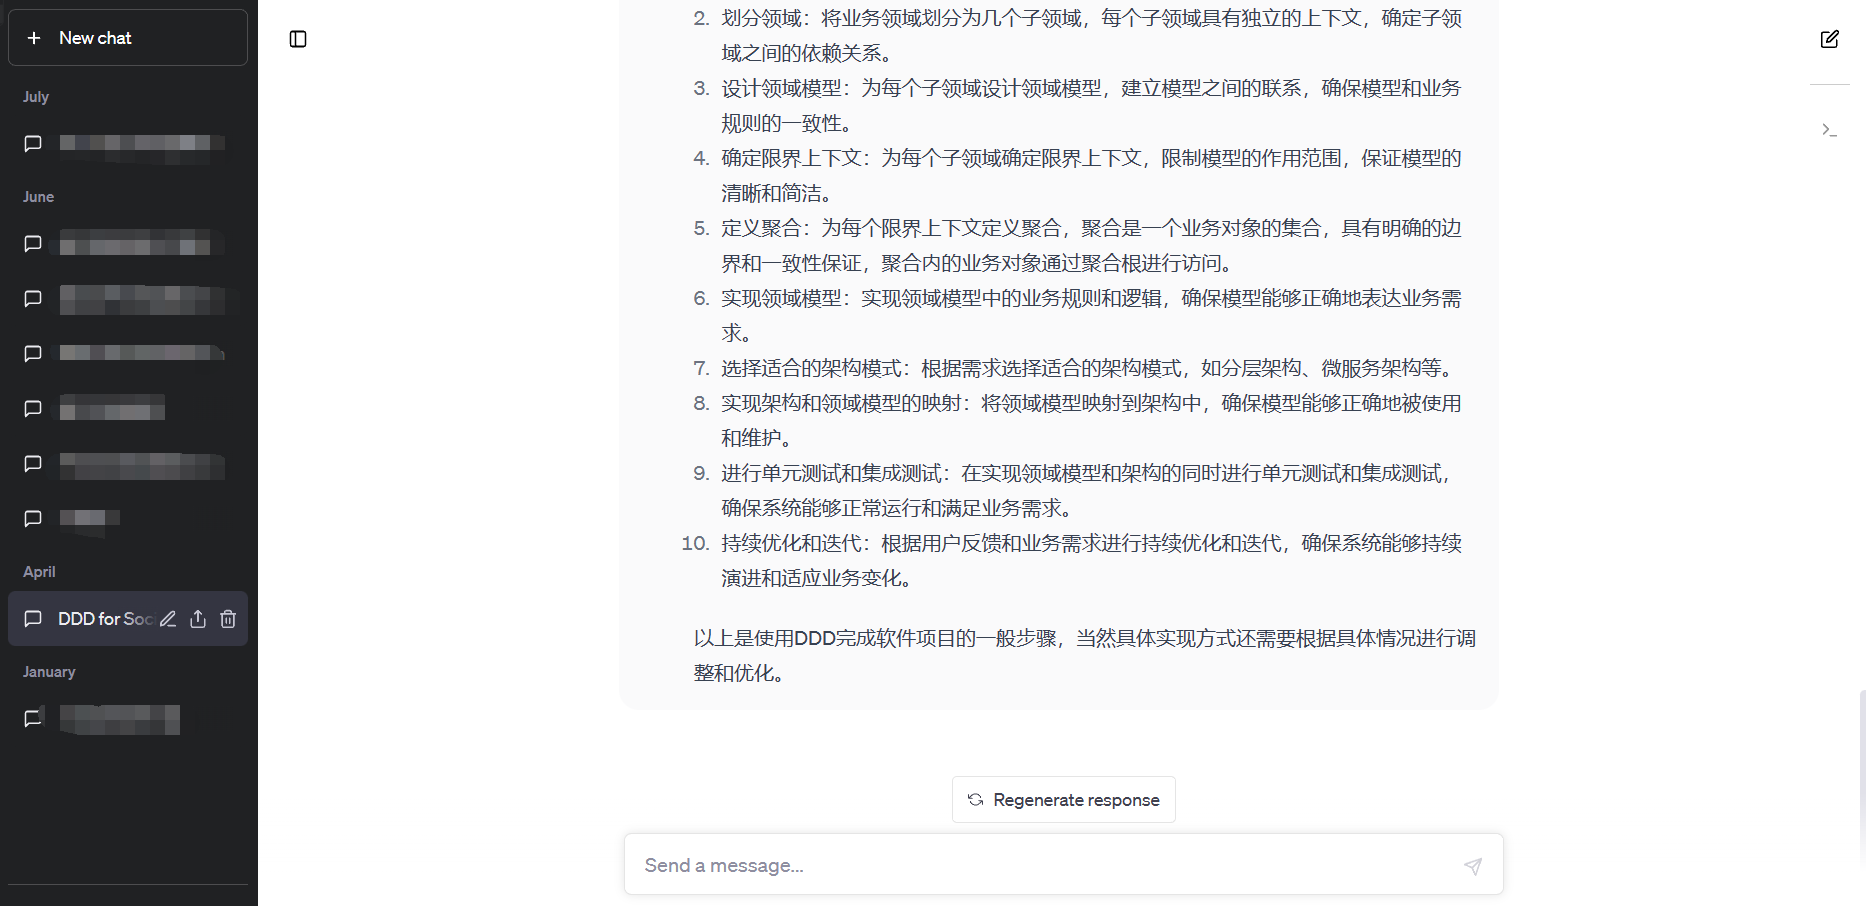 New chat
July
June
April
DDD for Soc
January
2. 划分领域：将业务领域划分为几个子领域，每个子领域具有独立的上下文，确定子领
域之间的依赖关系。
3. 设计领域模型：为每个子领域设计领域模型，建立模型之间的联系，确保模型和业务
规则的一致性。
4. 确定限界上下文：为每个子领域确定限界上下文，限制模型的作用范围，保证模型的
清晰和简洁。
5. 定义聚合：为每个限界上下文定义聚合，聚合是一个业务对象的集合，具有明确的边
界和一致性保证，聚合内的业务对象通过聚合根进行访问。
6. 实现领域模型：实现领域模型中的业务规则和逻辑，确保模型能够正确地表达业务需
求。
7. 选择适合的架构模式：根据需求选择适合的架构模式，如分层架构、微服务架构等。
8. 实现架构和领域模型的映射：将领域模型映射到架构中，确保模型能够正确地被使用
和维护。
9. 进行单元测试和集成测试：在实现领域模型和架构的同时进行单元测试和集成测试，
确保系统能够正常运行和满足业务需求。
10. 持续优化和迭代：根据用户反馈和业务需求进行持续优化和迭代，确保系统能够持续
演进和适应业务变化。
以上是使用DDD完成软件项目的一般步骤，当然具体实现方式还需要根据具体情况进行调
整和优化。
Regenerate response
Send a message...